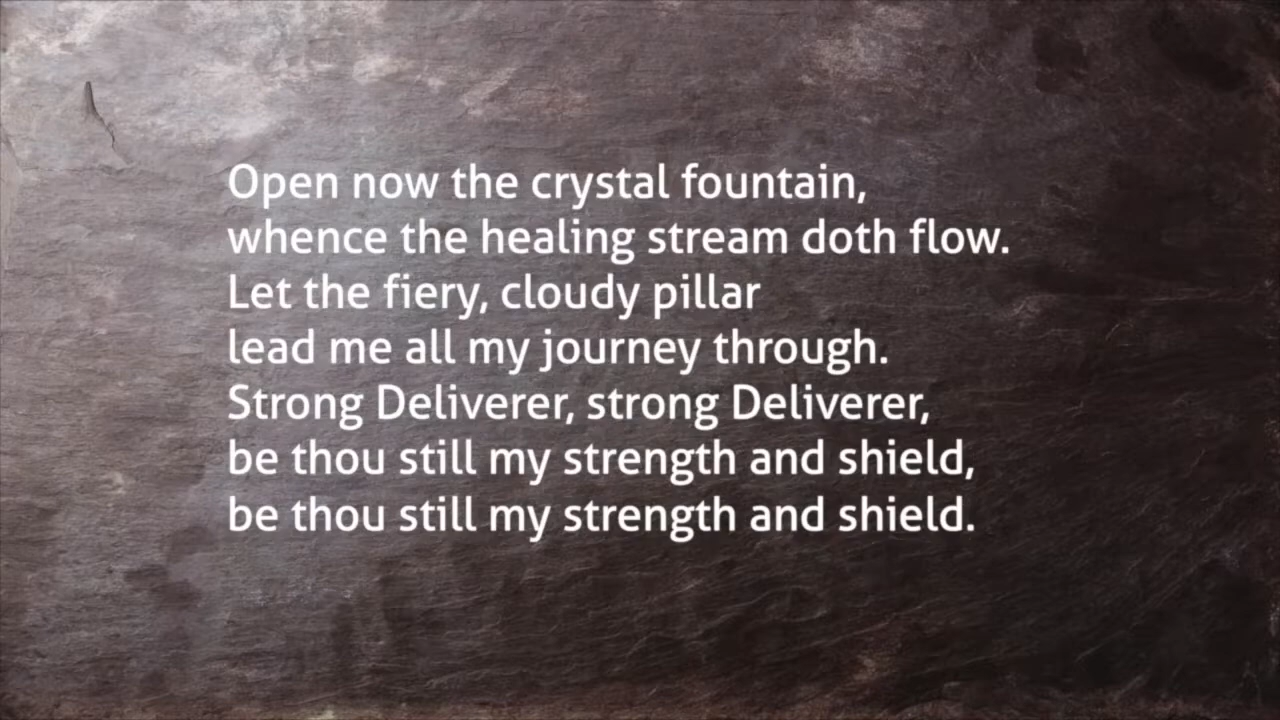 Open now the crystal fountain,
whence the healing stream doth flow.
Let the fiery, cloudy pillar
lead me all my journey through.
Strong Deliverer, strong Deliverer,
be thou still my strength and shield,
be thou still my strength and shield.